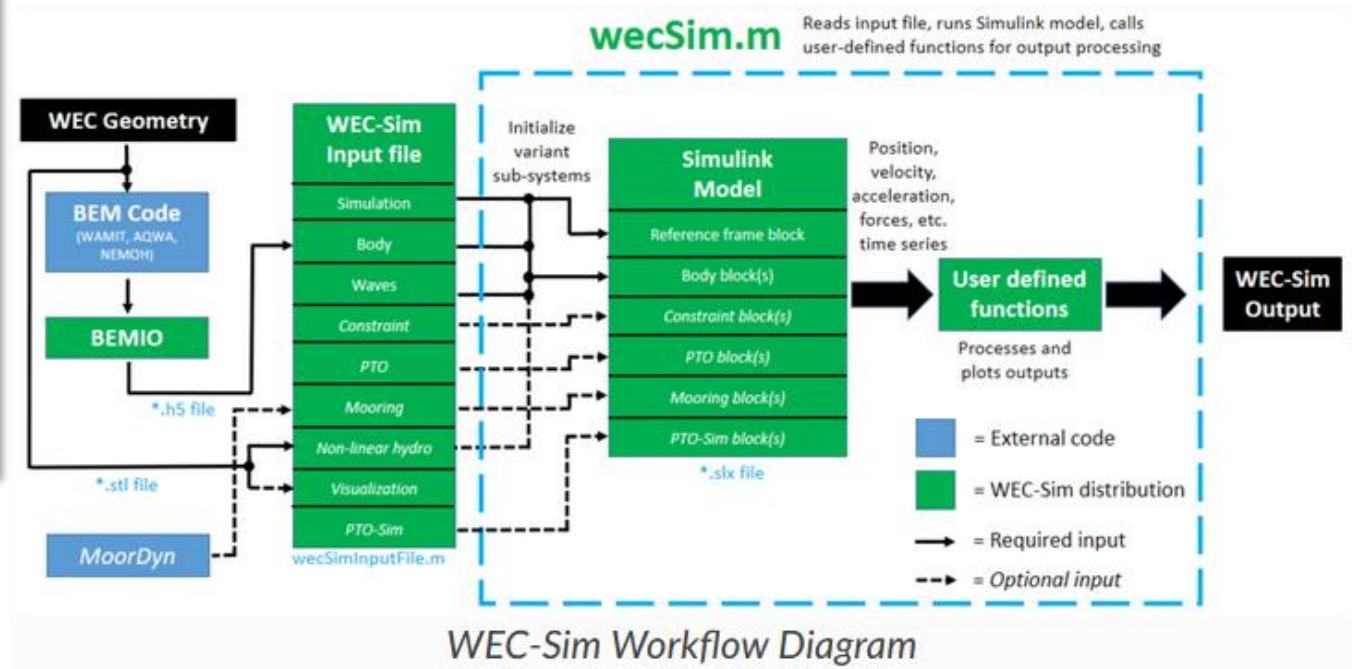 wecSim.m
Reads input file, runs Simulink model, calls
user-defined functions for output processing
WEC Geometry
BEM Code
(WAMIT, AQWA,
NEMOH)
BEMIO
*.h5 file
*.stl file
MoorDyn
WEC-Sim
Input file
Simulation
Body
Waves
Constraint
PTO
Mooring
Non-linear hydro
Visualization
PTO-Sim
wecSimInputFile.m
Initialize
variant
sub-systems
Simulink
Model
Reference frame block
Body block(s)
Constraint block(s)
PTO block(s)
Mooring block(s)
PTO-Sim block(s)
*.slx file
Position,
velocity,
acceleration,
forces, etc.
time series
User defined
functions
Processes and
plots outputs
WEC-Sim
Output
= External code
= WEC-Sim distribution
= Required input
= Optional input
WEC-Sim Workflow Diagram